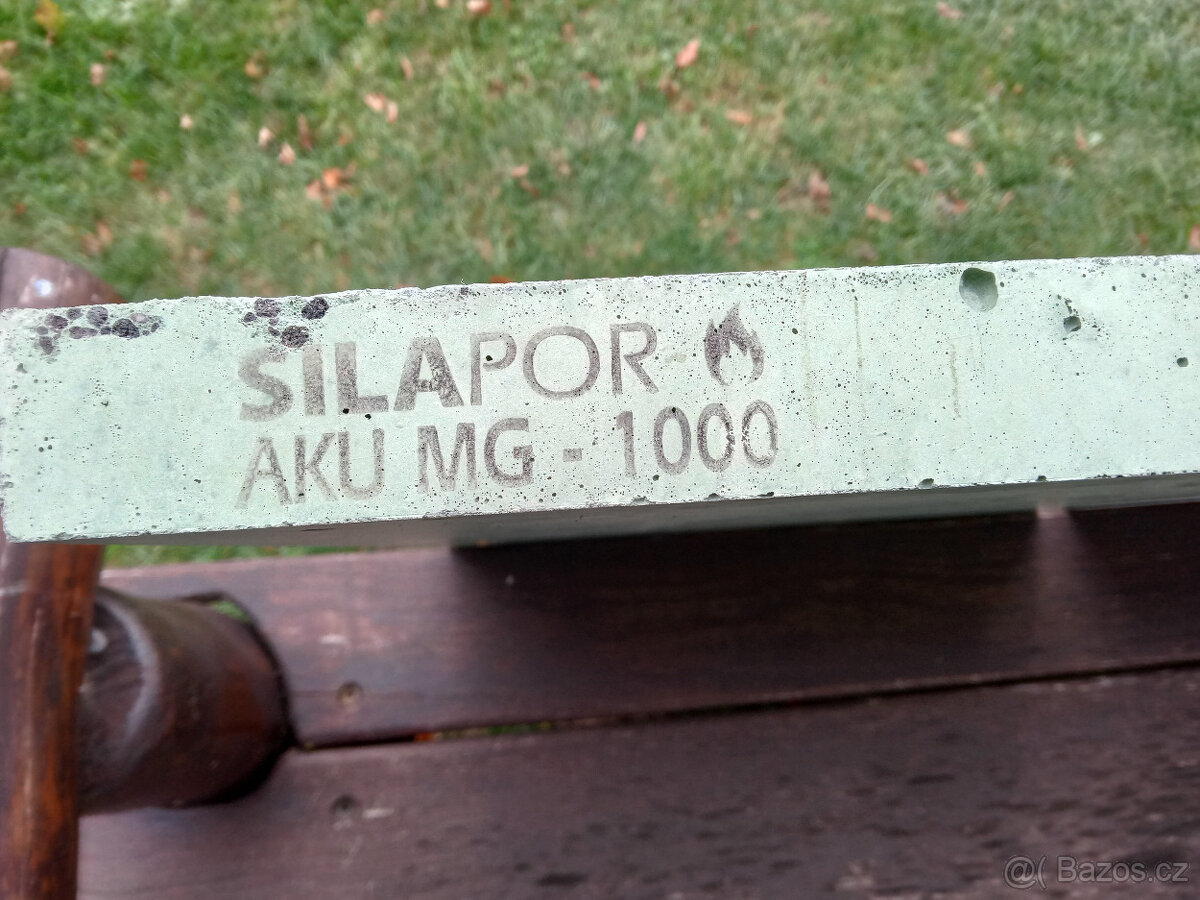 SILAPOR
AKU MG - 1000
@( Bazos.cz